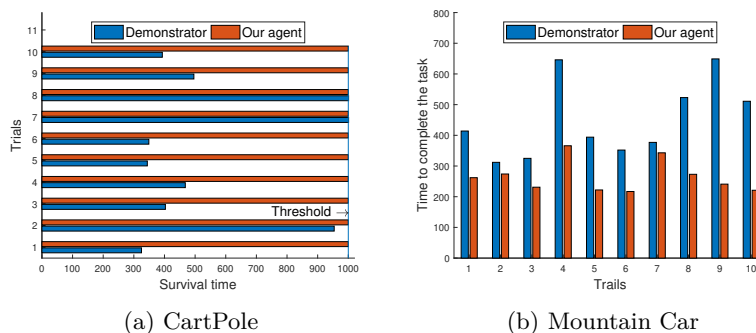 Demonstrator Our agent
11
10
9
8
7
6
5
4
3
2
1
Trials
Threshold
0 100 200 300 400 500 600 700 800 900 1000
Survival time
(a) CartPole
Demonstrator Our agent
800
700
600
500
400
300
200
100
0
Time to complete the task
1 2 3 4 5 6 7 8 9 10
Trails
(b) Mountain Car